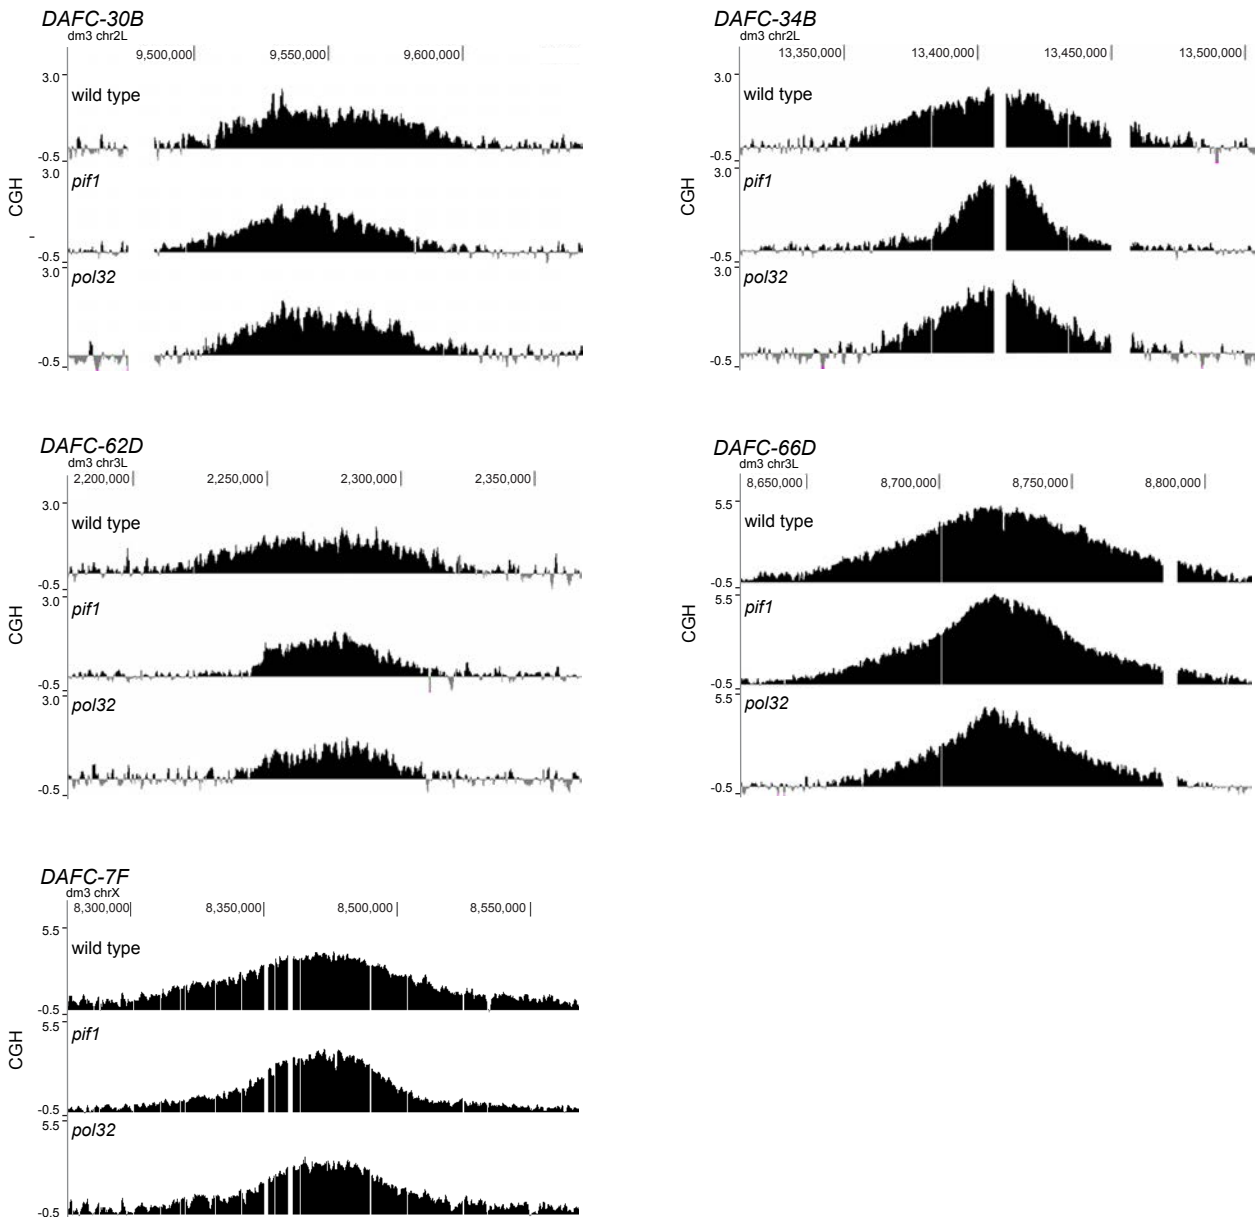 DAFC-30B
dm3 chr2L
9,500,000 9,550,000 9,600,000
3.0
wild type
-0.5
3.0
pif1
CGH
-0.5
3.0
pol32
-0.5
DAFC-34B
dm3 chr2L
13,350,000 13,400,000 13,450,000 13,500,000
3.0
wild type
-0.5
3.0
pif1
CGH
-0.5
3.0
pol32
-0.5
DAFC-62D
dm3 chr3L
2,200,000 2,250,000 2,300,000 2,350,000
3.0
wild type
-0.5
3.0
pif1
CGH
-0.5
3.0
pol32
-0.5
DAFC-66D
dm3 chr3L
8,650,000 8,700,000 8,750,000 8,800,000
5.5
wild type
-0.5
5.5
pif1
CGH
-0.5
5.5
pol32
-0.5
DAFC-7F
dm3 chrX
8,300,000 8,350,000 8,500,000 8,550,000
5.5
wild type
-0.5
5.5
pif1
CGH
-0.5
5.5
pol32
-0.5